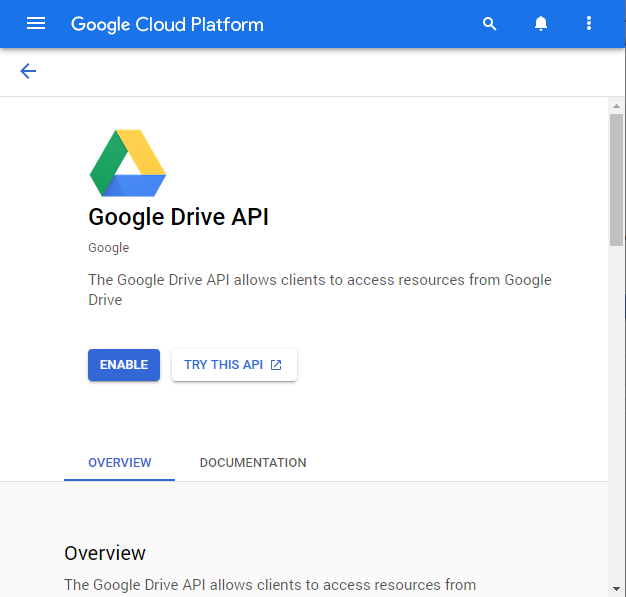 Google Cloud Platform
Google Drive API
Google
The Google Drive API allows clients to access resources from Google
Drive
ENABLE
TRY THIS API
OVERVIEW
DOCUMENTATION
Overview
The Google Drive API allows clients to access resources from